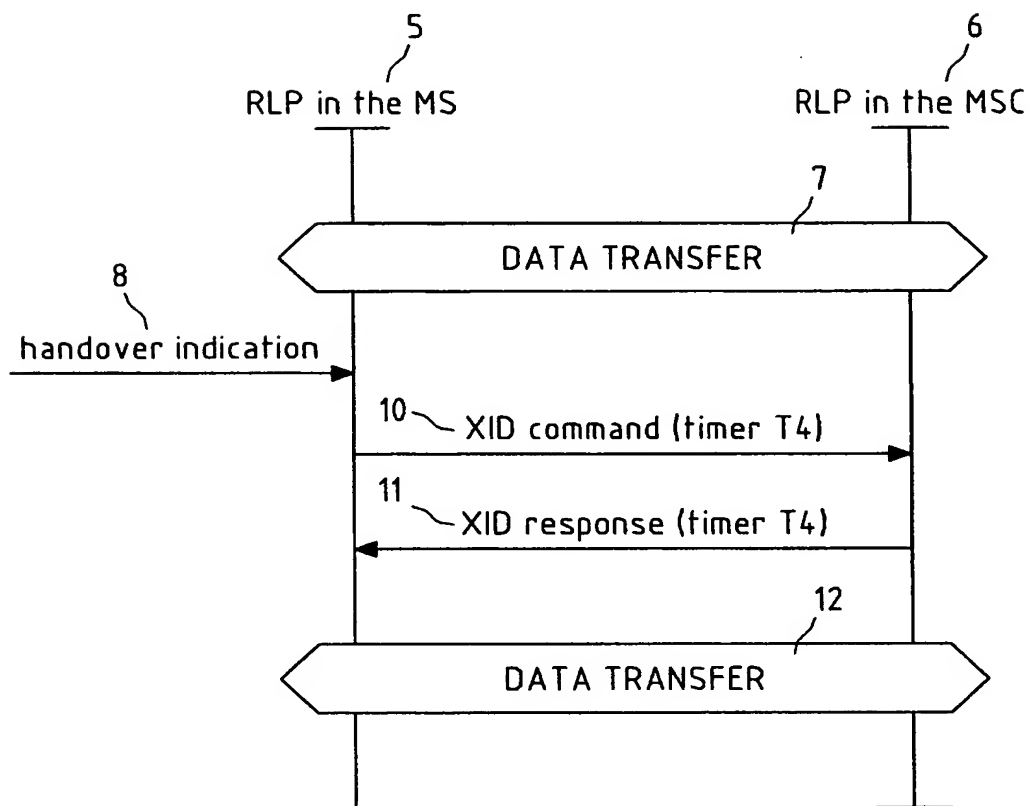 5
6
RLP in the MS
RLP in the MSC
7
DATA TRANSFER
8
handover indication
10
XID command (timer T4)
11
XID response (timer T4)
12
DATA TRANSFER